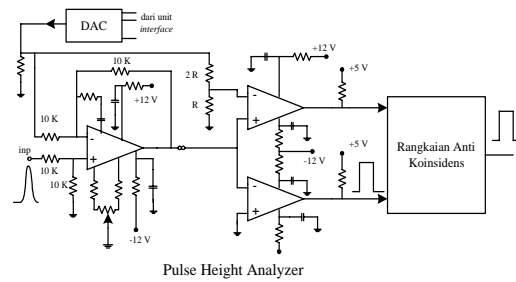 DAC
dari unit
interface
10 K
2 R
R
+12 V
+5 V
+12 V
10 K
inp
10 K
10 K
-12 V
-12 V
+5 V
Rangkaian Anti
Koinsidens
Pulse Height Analyzer